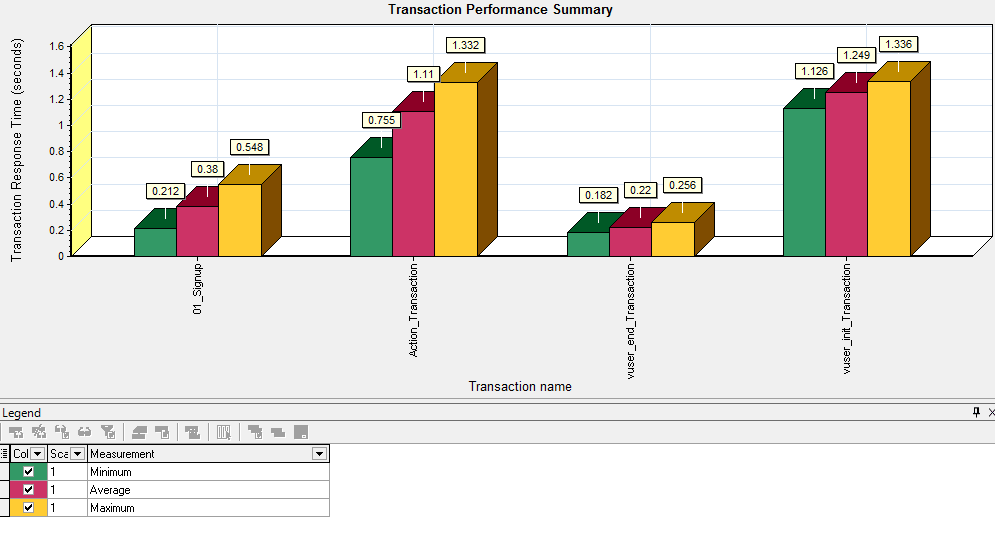 Transaction Performance Summary
Transaction Response Time (seconds)
1.6
1.4
1.2
1
0.8
0.6
0.4
0.2
0
0.212
0.38
0.548
0.755
1.11
1.332
0.182
0.22
0.256
1.126
1.249
1.336
01_Signup
Action_Transaction
vuser_end_Transaction
vuser_init_Transaction
Transaction name
Legend
Col Sca Measurement
1 Minimum
1 Average
1 Maximum